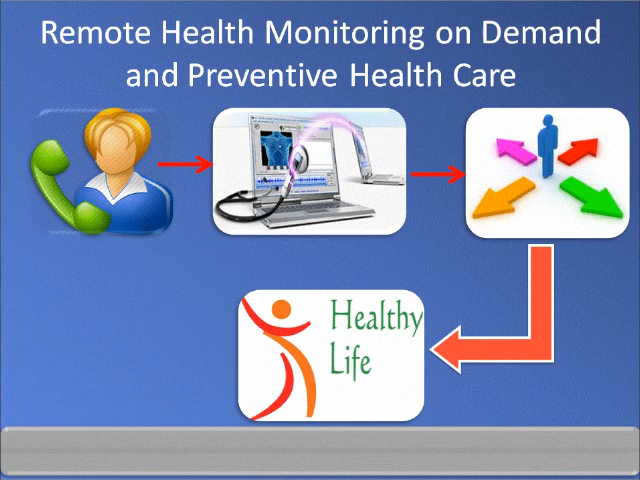 Remote Health Monitoring on Demand
and Preventive Health Care
Healthy
Life